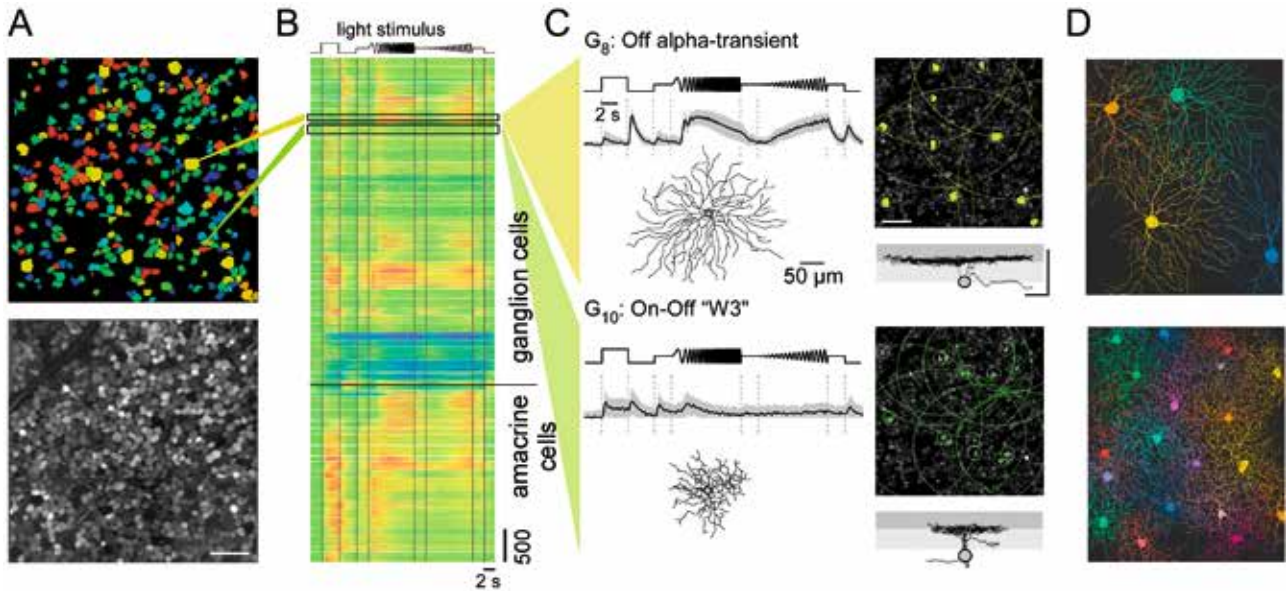 A
B
C
D
light stimulus
G8: Off alpha-transient
2 s
50 µm
G10: On-Off “W3”
ganglion cells
amacrine
cells
500
2 s